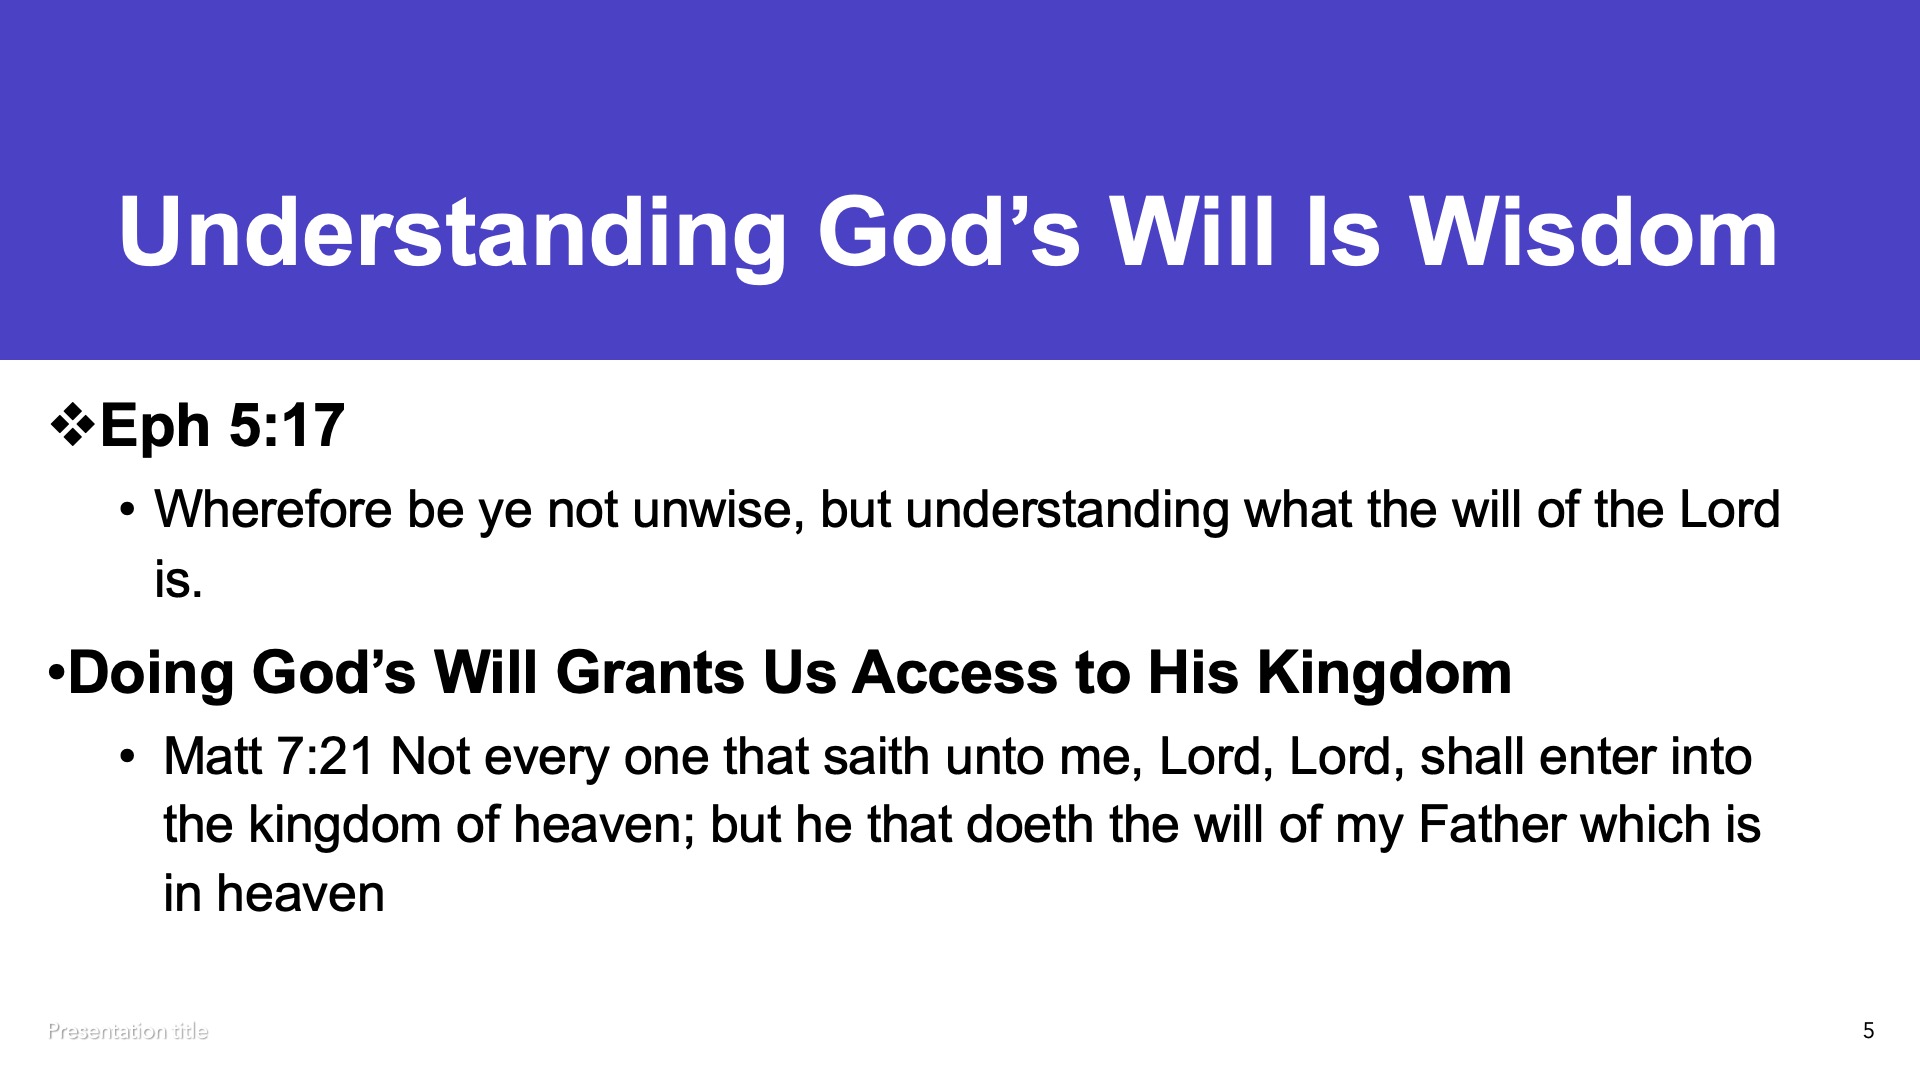 Understanding God’s Will Is Wisdom
❖Eph 5:17
• Wherefore be ye not unwise, but understanding what the will of the Lord
is.
•Doing God’s Will Grants Us Access to His Kingdom
• Matt 7:21 Not every one that saith unto me, Lord, Lord, shall enter into
the kingdom of heaven; but he that doeth the will of my Father which is
in heaven
Presentation title
5